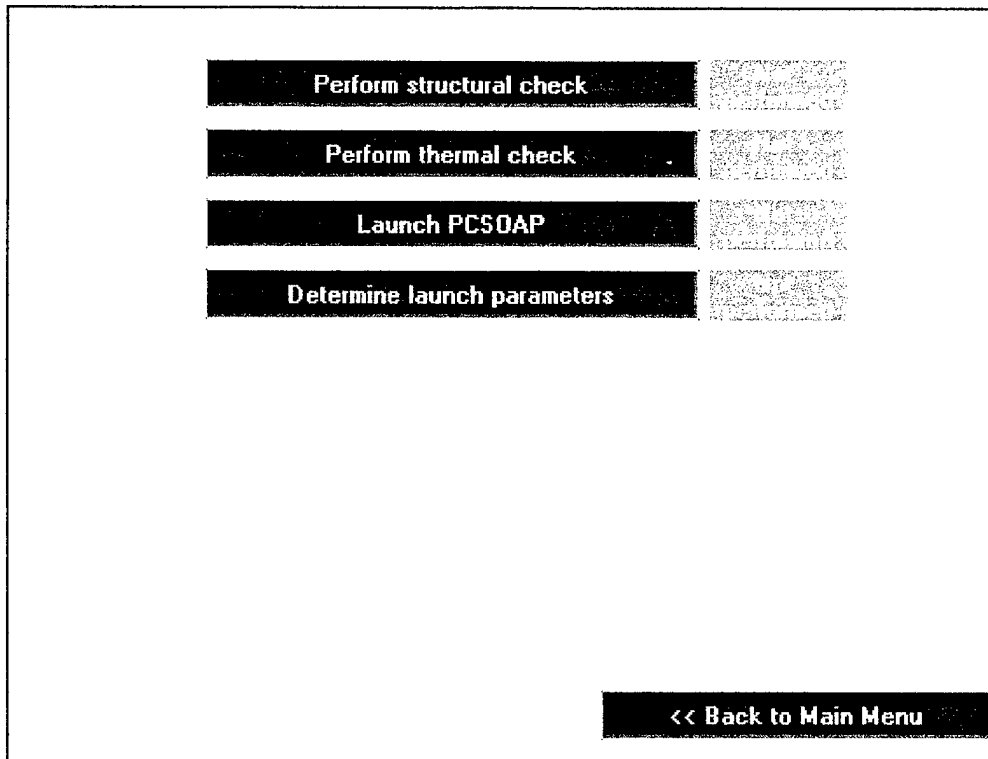 Perform structural check
Perform thermal check
Launch PCSOAP
Determine launch parameters
<< Back to Main Menu